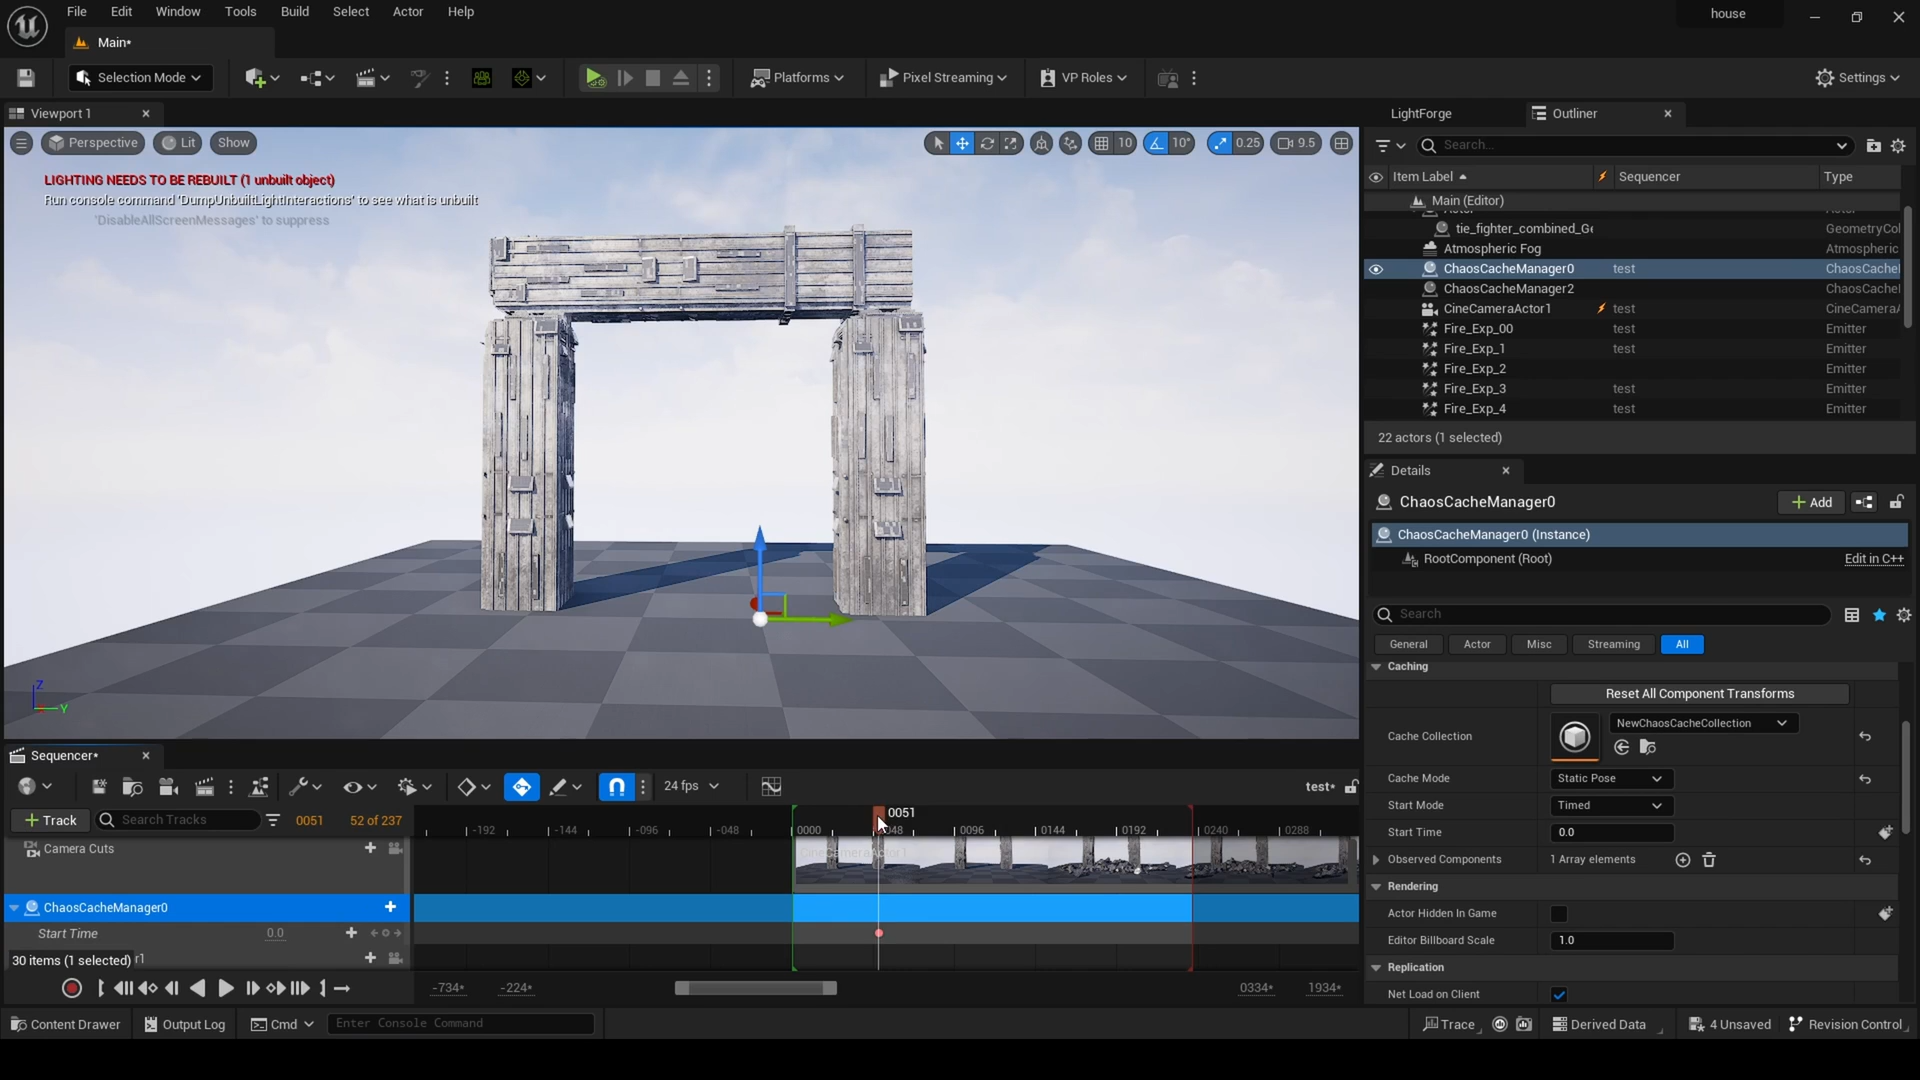 File Edit Window Tools Build Select Actor Help
house
Main*
Selection Mode
Platforms
Pixel Streaming
VP Roles
Settings
Viewport 1
Perspective
Lit
Show
10
10°
0.25
9.5
LIGHTING NEEDS TO BE REBUILT (1 unbuilt object)
Run console command 'DumpUnbuiltLightInteractions' to see what is unbuilt
'DisableAllScreenMessages' to suppress
Z
Y
LightForge
Outliner
Search...
Item Label Sequencer Type
Main (Editor)
tie_fighter_combined_Ge GeometryCol
Atmospheric Fog Atmospheric
ChaosCacheManager0 test ChaosCache
ChaosCacheManager2 ChaosCache
CineCameraActor1 test CineCamera
Fire_Exp_00 test Emitter
Fire_Exp_1 test Emitter
Fire_Exp_2 Emitter
Fire_Exp_3 test Emitter
Fire_Exp_4 test Emitter
22 actors (1 selected)
Details
ChaosCacheManager0
Add
ChaosCacheManager0 (Instance)
RootComponent (Root)
Edit in C++
Search
General Actor Misc Streaming All
Caching
Reset All Component Transforms
Cache Collection
NewChaosCacheCollection
Cache Mode Static Pose
Start Mode Timed
Start Time 0.0
Observed Components 1 Array elements
Rendering
Actor Hidden In Game
Editor Billboard Scale 1.0
Replication
Net Load on Client
Sequencer*
24 fps
test*
Track
Search Tracks
0051
52 of 237
0051
-192 -144 -096 -048 0000 048 0096 0144 0192 0240 0288
Camera Cuts
CineCameraActor1
ChaosCacheManager0
Start Time 0.0
30 items (1 selected)
r1
-734* -224* 0334* 1934*
Content Drawer
Output Log
Cmd
Enter Console Command
Trace
Derived Data
4 Unsaved
Revision Control